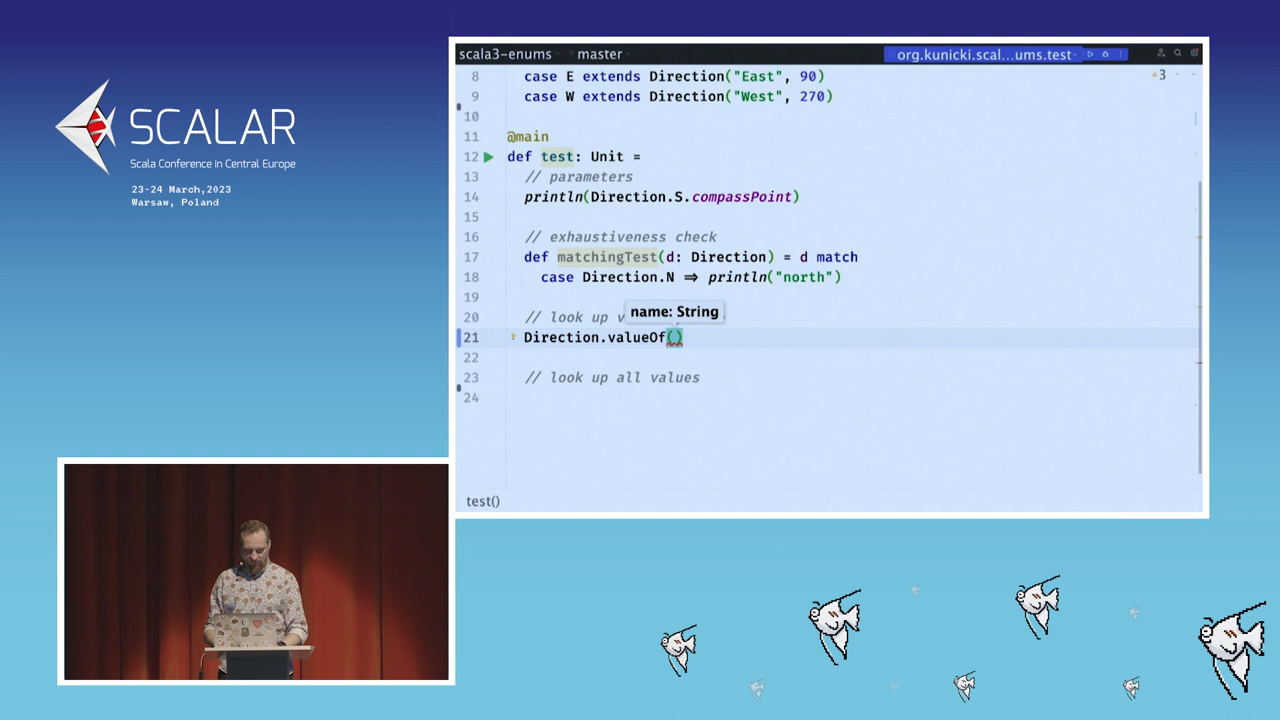 SCALAR
Scala Conference in Central Europe
23-24 March,2023
Warsaw, Poland
scala3-enums master org.kunicki.scal...ums.test
8 case E extends Direction("East", 90) 3
9 case W extends Direction("West", 270)
10
11 @main
12 def test: Unit =
13 // parameters
14 println(Direction.S.compassPoint)
15
16 // exhaustiveness check
17 def matchingTest(d: Direction) = d match
18 case Direction.N ⇒ println("north")
19
name: String
20 // look up v
21 Direction.valueOf()
22
23 // look up all values
24
test()